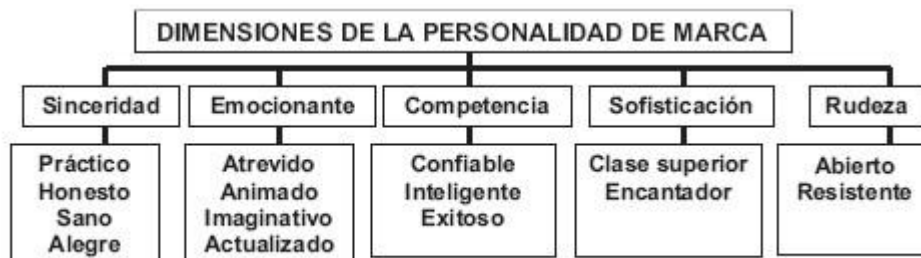 DIMENSIONES DE LA PERSONALIDAD DE MARCA
Sinceridad
Práctico
Honesto
Sano
Alegre
Emocionante
Atrevido
Animado
Imaginativo
Actualizado
Competencia
Confiable
Inteligente
Exitoso
Sofisticación
Clase superior
Encantador
Rudeza
Abierto
Resistente